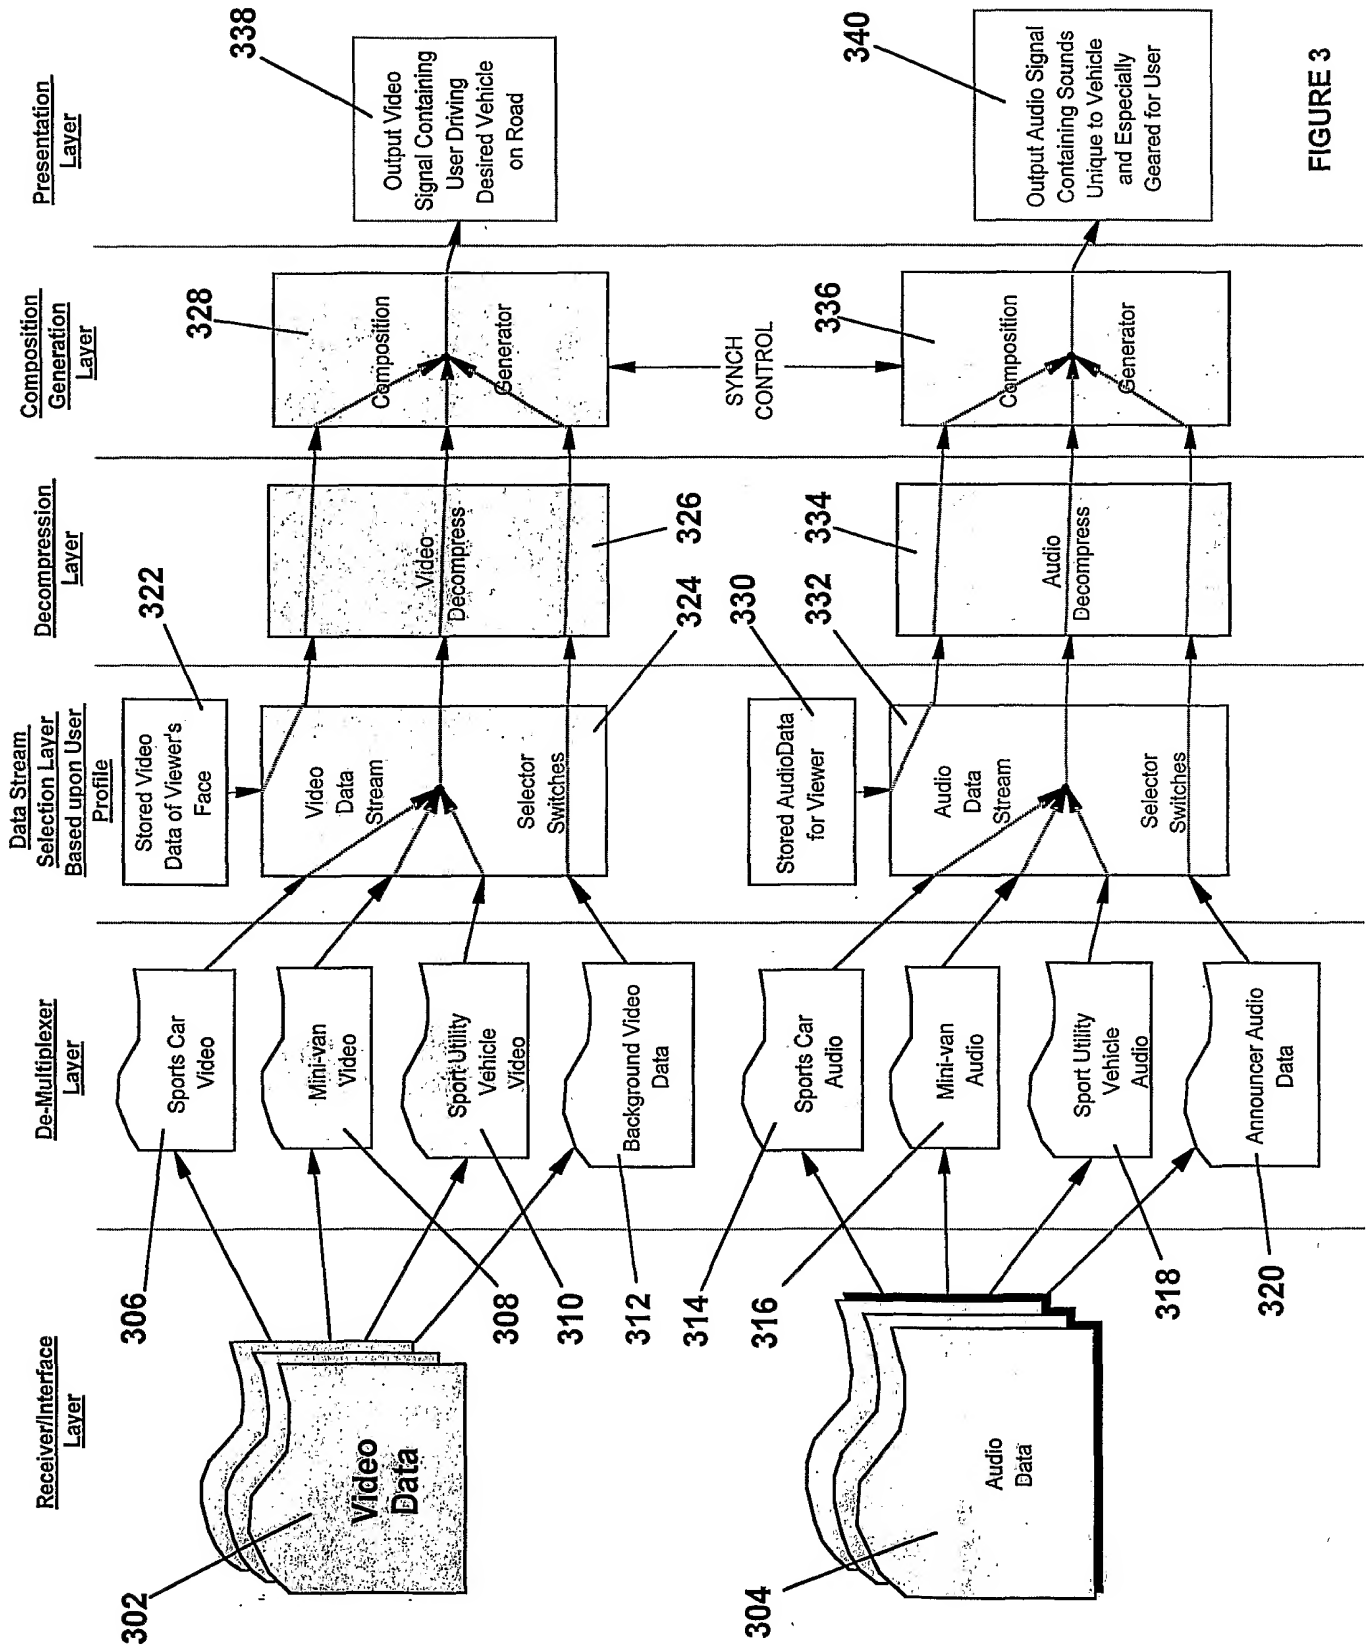 Receiver/Interface
Layer
De-Multiplexer
Layer
Data Stream
Selection Layer
Based upon User
Profile
Decompression
Layer
Composition
Generation
Layer
Presentation
Layer
302
Video
Data
306
Sports Car
Video
308
Mini-van
Video
310
Sport Utility
Vehicle
Video
312
Background Video
Data
322
Stored Video
Data of Viewer's
Face
Video
Data
Stream
Selector
Switches
324
Video
Decompress
326
328
Composition
Generator
338
Output Video
Signal Containing
User Driving
Desired Vehicle
on Road
SYNCH
CONTROL
304
Audio
Data
314
Sports Car
Audio
316
Mini-van
Audio
318
Sport Utility
Vehicle
Audio
320
Announcer Audio
Data
330
Stored AudioData
for Viewer
332
Audio
Data
Stream
Selector
Switches
334
Audio
Decompress
336
Composition
Generator
340
Output Audio Signal
Containing Sounds
Unique to Vehicle
and Especially
Geared for User
FIGURE 3